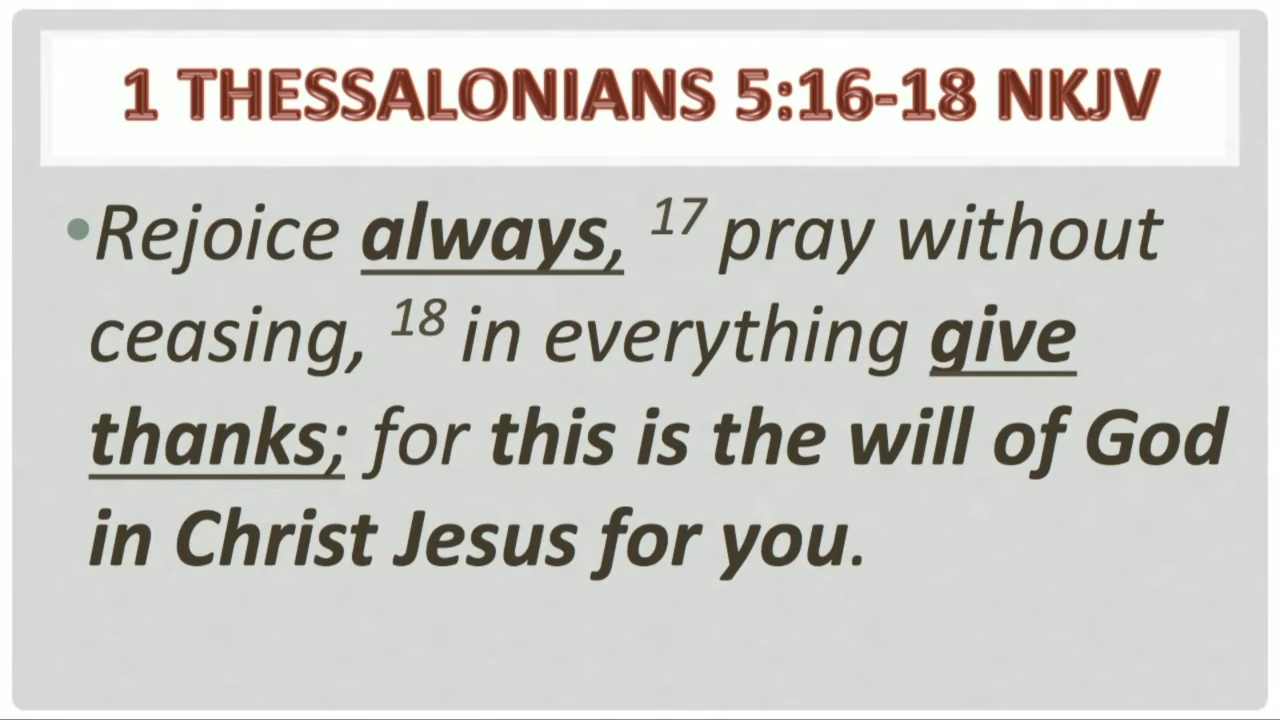 1 THESSALONIANS 5:16-18 NKJV
•Rejoice always, 17 pray without
ceasing, 18 in everything give
thanks; for this is the will of God
in Christ Jesus for you.